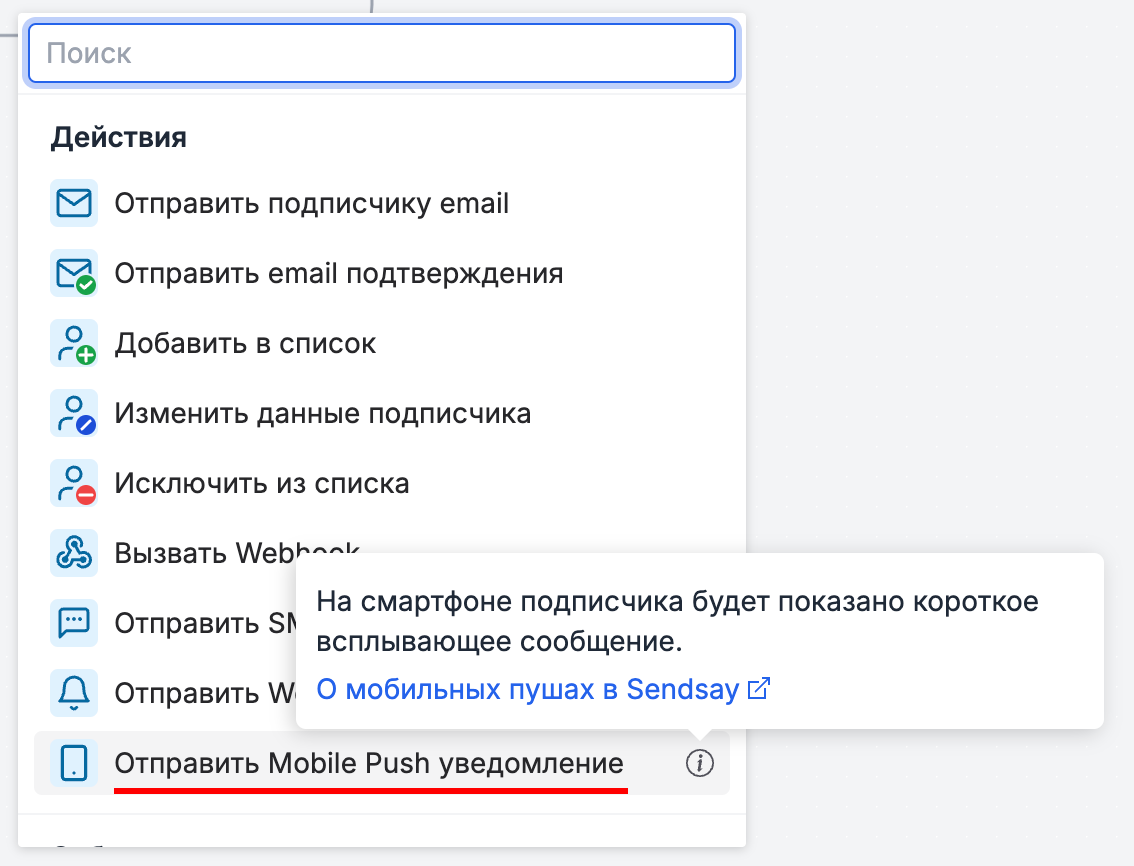 Поиск
Действия
Отправить подписчику email
Отправить email подтверждения
Добавить в список
Изменить данные подписчика
Исключить из списка
Вызвать Webhook
Отправить
Отправить
На смартфоне подписчика будет показано короткое
всплывающее сообщение.
О мобильных пушах в Sendsay
Отправить Mobile Push уведомление